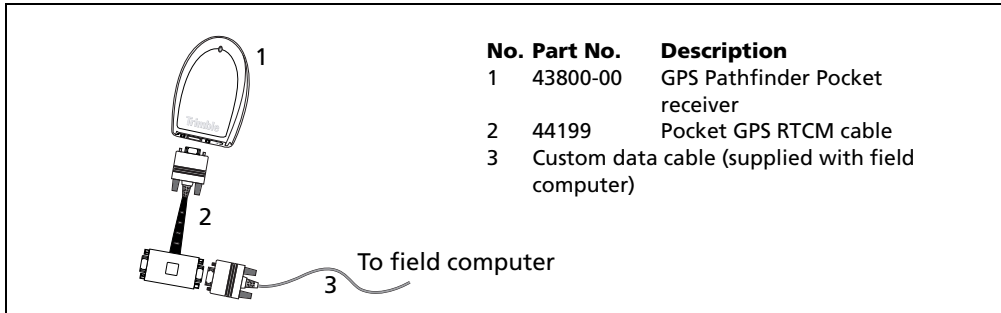 1
Trimble
2
3
To field computer
No. Part No. Description
1 43800-00 GPS Pathfinder Pocket
receiver
2 44199 Pocket GPS RTCM cable
3 Custom data cable (supplied with field
computer)